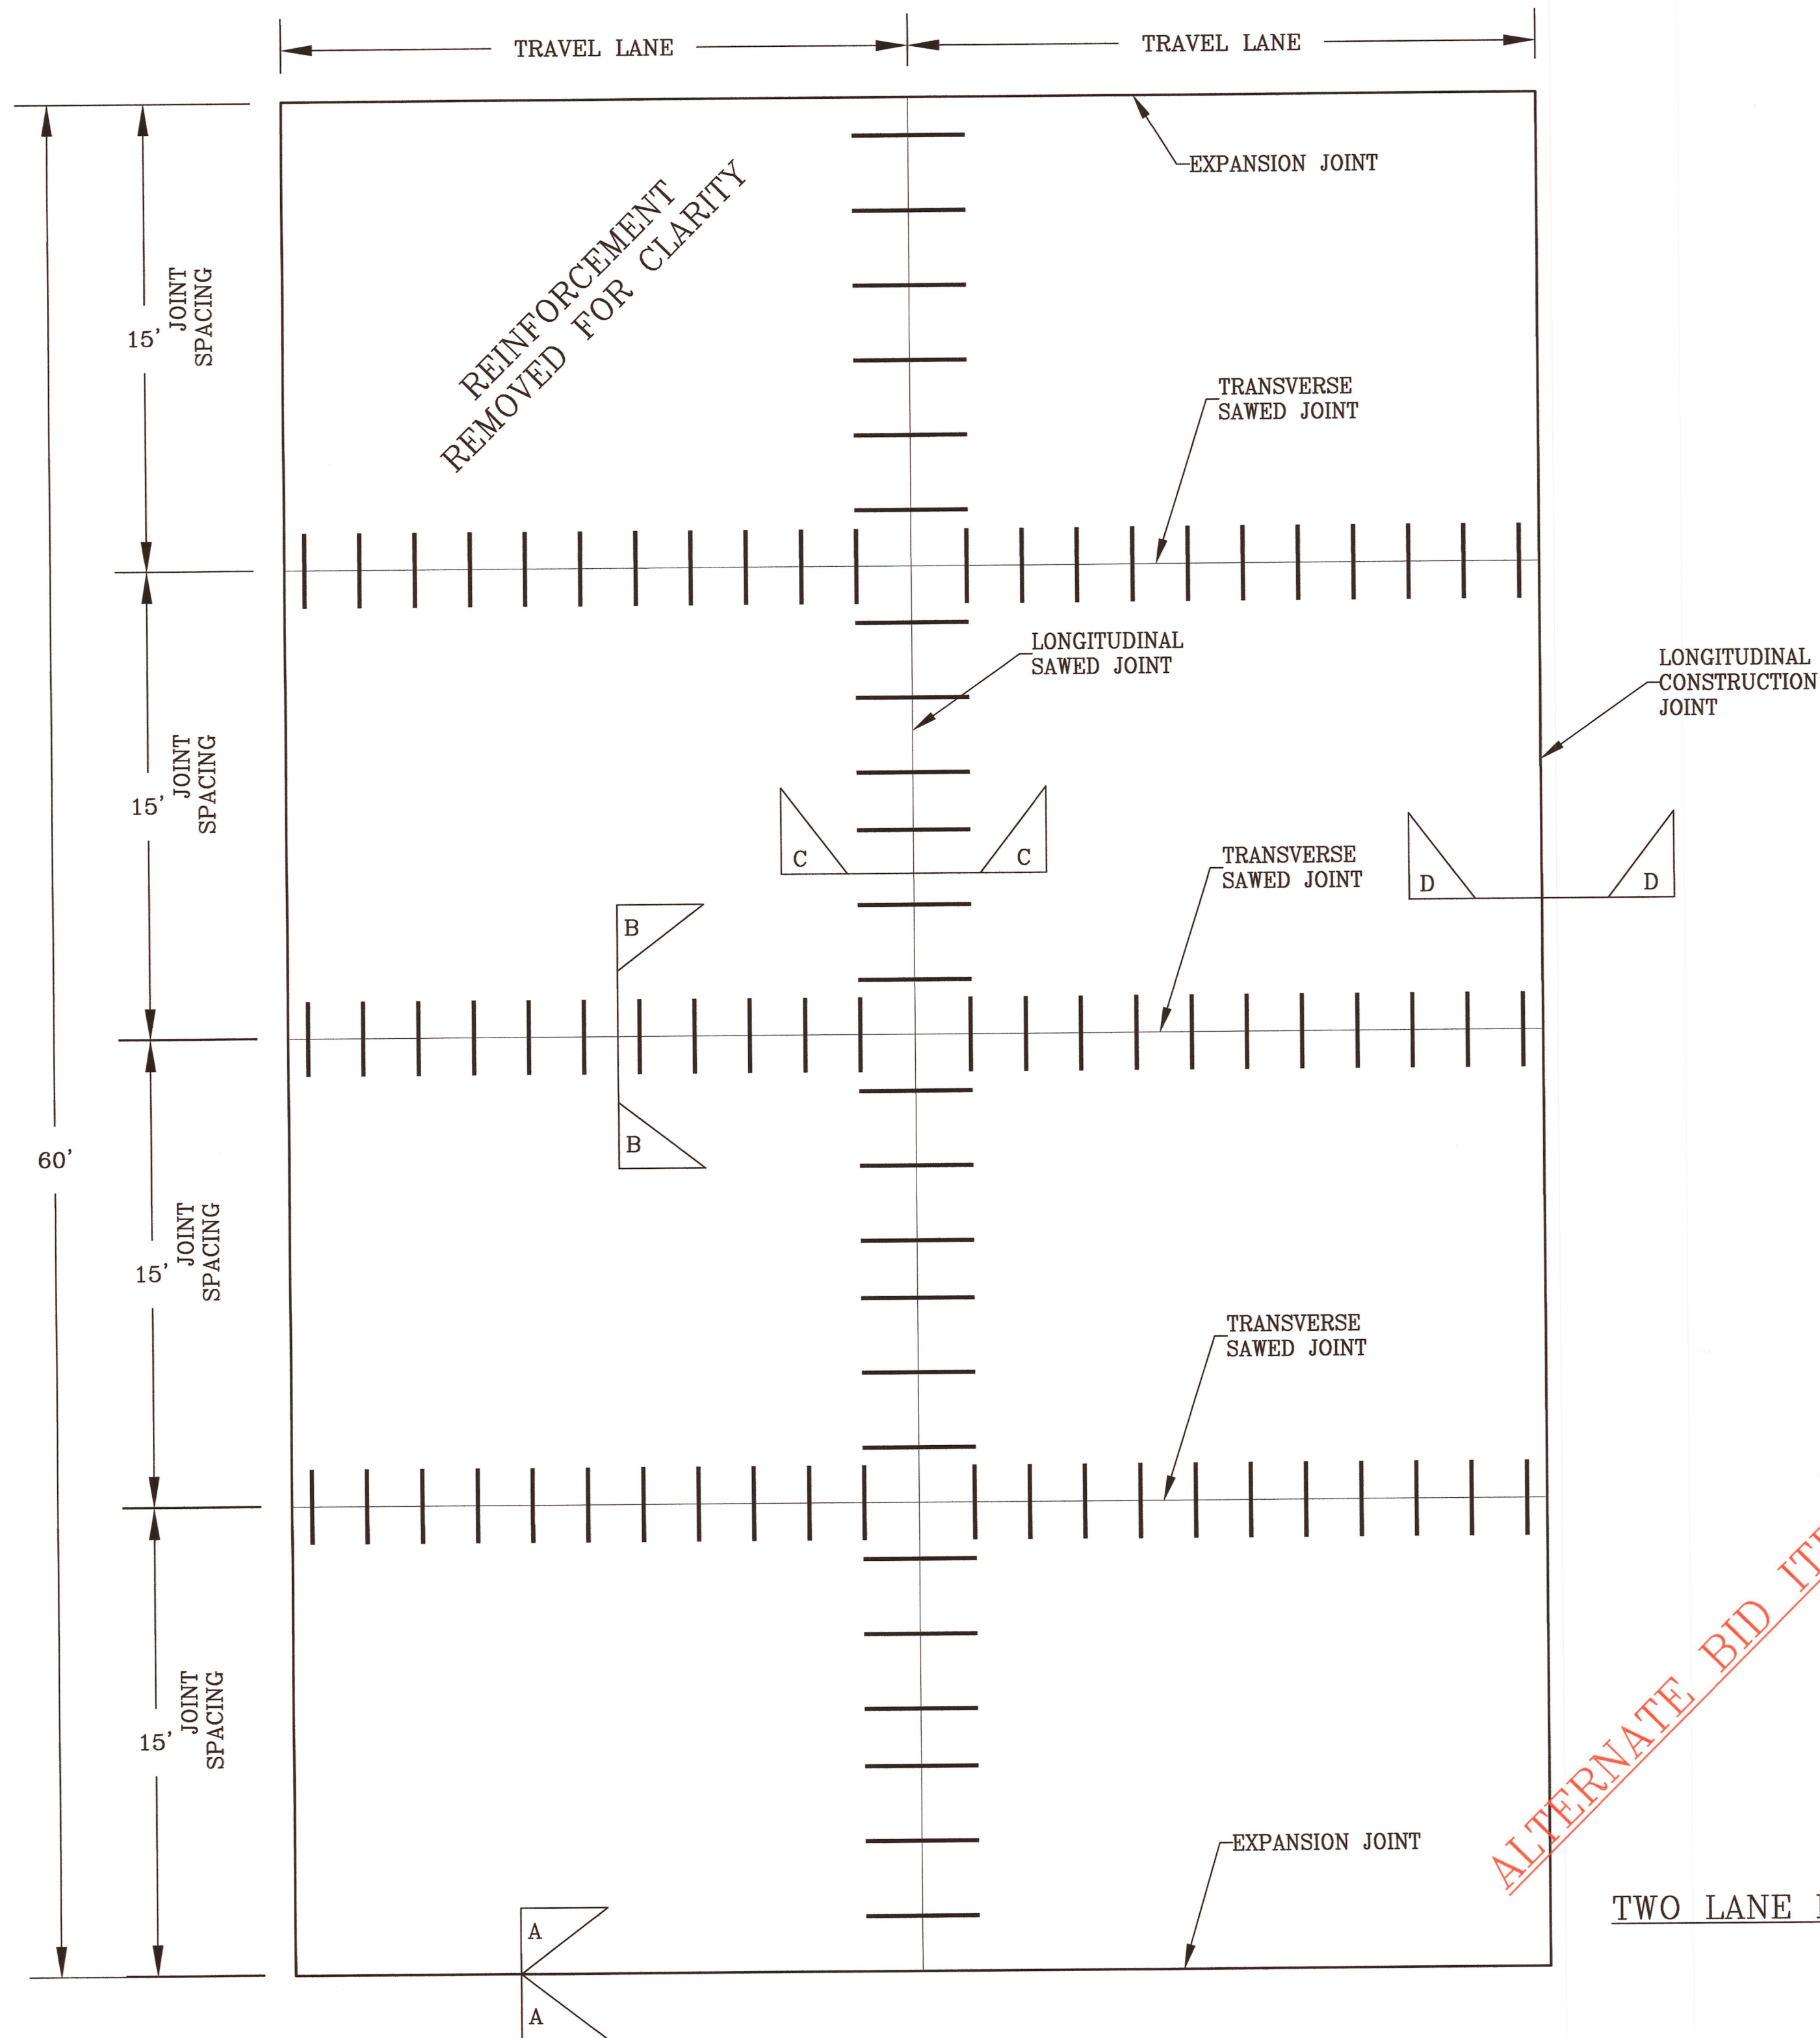 TRAVEL LANE
TRAVEL LANE
EXPANSION JOINT
REINFORCEMENT
REMOVED FOR CLARITY
15'
JOINT
SPACING
TRANSVERSE
SAWED JOINT
LONGITUDINAL
SAWED JOINT
LONGITUDINAL
CONSTRUCTION
JOINT
15'
JOINT
SPACING
C
C
TRANSVERSE
SAWED JOINT
D
D
B
B
60'
15'
JOINT
SPACING
TRANSVERSE
SAWED JOINT
15'
JOINT
SPACING
ALTERNATE BID
EXPANSION JOINT
TWO LANE
A
A